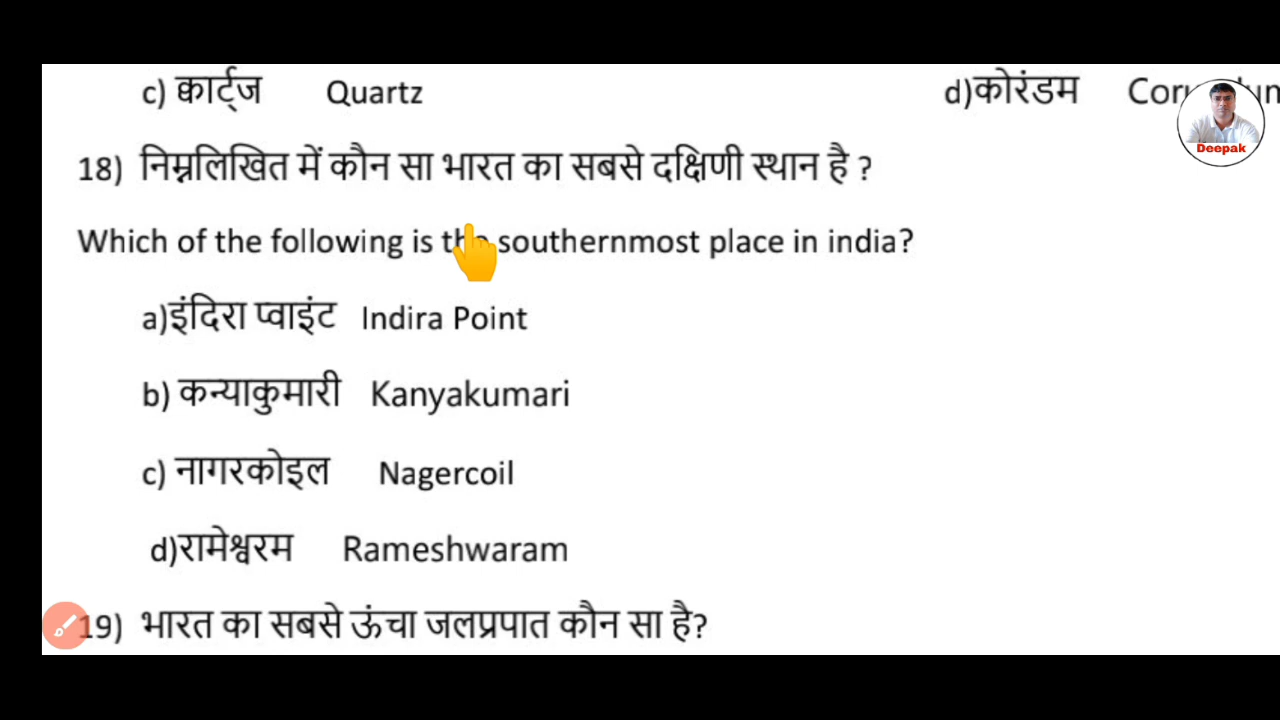 c) क्वार्ट्ज Quartz d)कोरंडम
Deepak
18) निम्नलिखित में कौन सा भारत का सबसे दक्षिणी स्थान है ?
Which of the following is the southernmost place in india?
a)इंदिरा प्वाइंट Indira Point
b) कन्याकुमारी Kanyakumari
c) नागरकोइल Nagercoil
d)रामेश्वरम Rameshwaram
19) भारत का सबसे ऊंचा जलप्रपात कौन सा है?